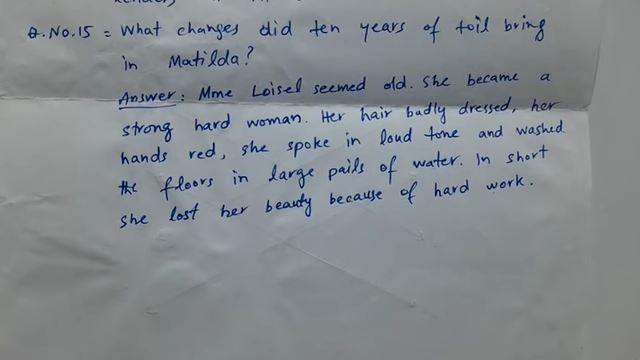 Q.No.15 = What changes did ten years of toil bring
in Matilda?
Answer: Mme Loisel seemed old. She became a
strong hard woman. Her hair badly dressed, her
hands red, she spoke in loud tone and washed
the floors in large pails of water. In short
she lost her beauty because of hard work.